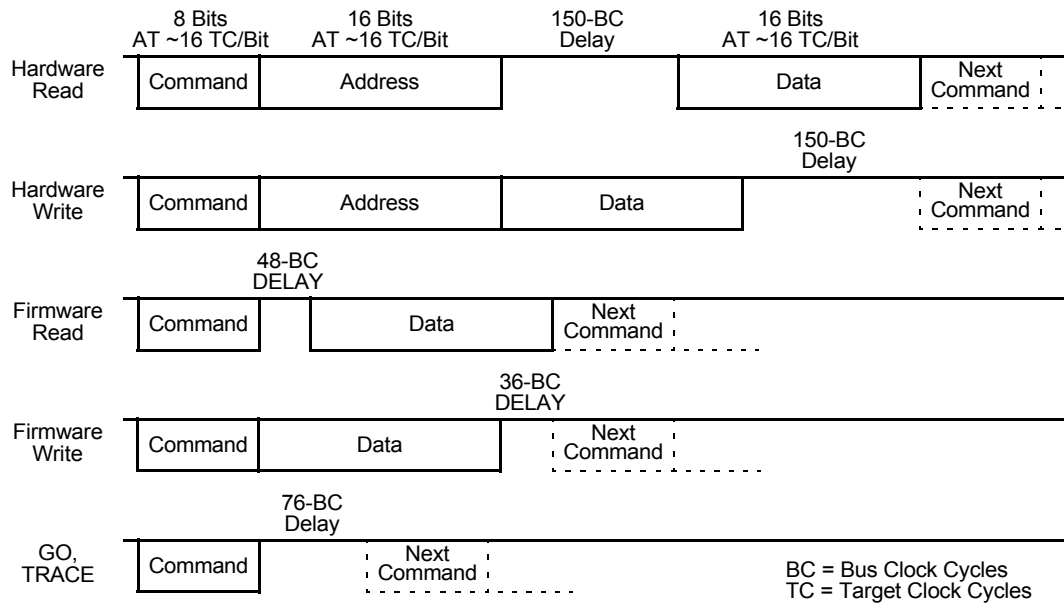 8 Bits
AT ~16 TC/Bit
16 Bits
AT ~16 TC/Bit
150-BC
Delay
16 Bits
AT ~16 TC/Bit
Hardware
Read
Command
Address
Data
Next
Command
150-BC
Delay
Hardware
Write
Command
Address
Data
Next
Command
48-BC
DELAY
Firmware
Read
Command
Data
Next
Command
36-BC
DELAY
Firmware
Write
Command
Data
Next
Command
76-BC
Delay
GO,
TRACE
Command
Next
Command
BC = Bus Clock Cycles
TC = Target Clock Cycles